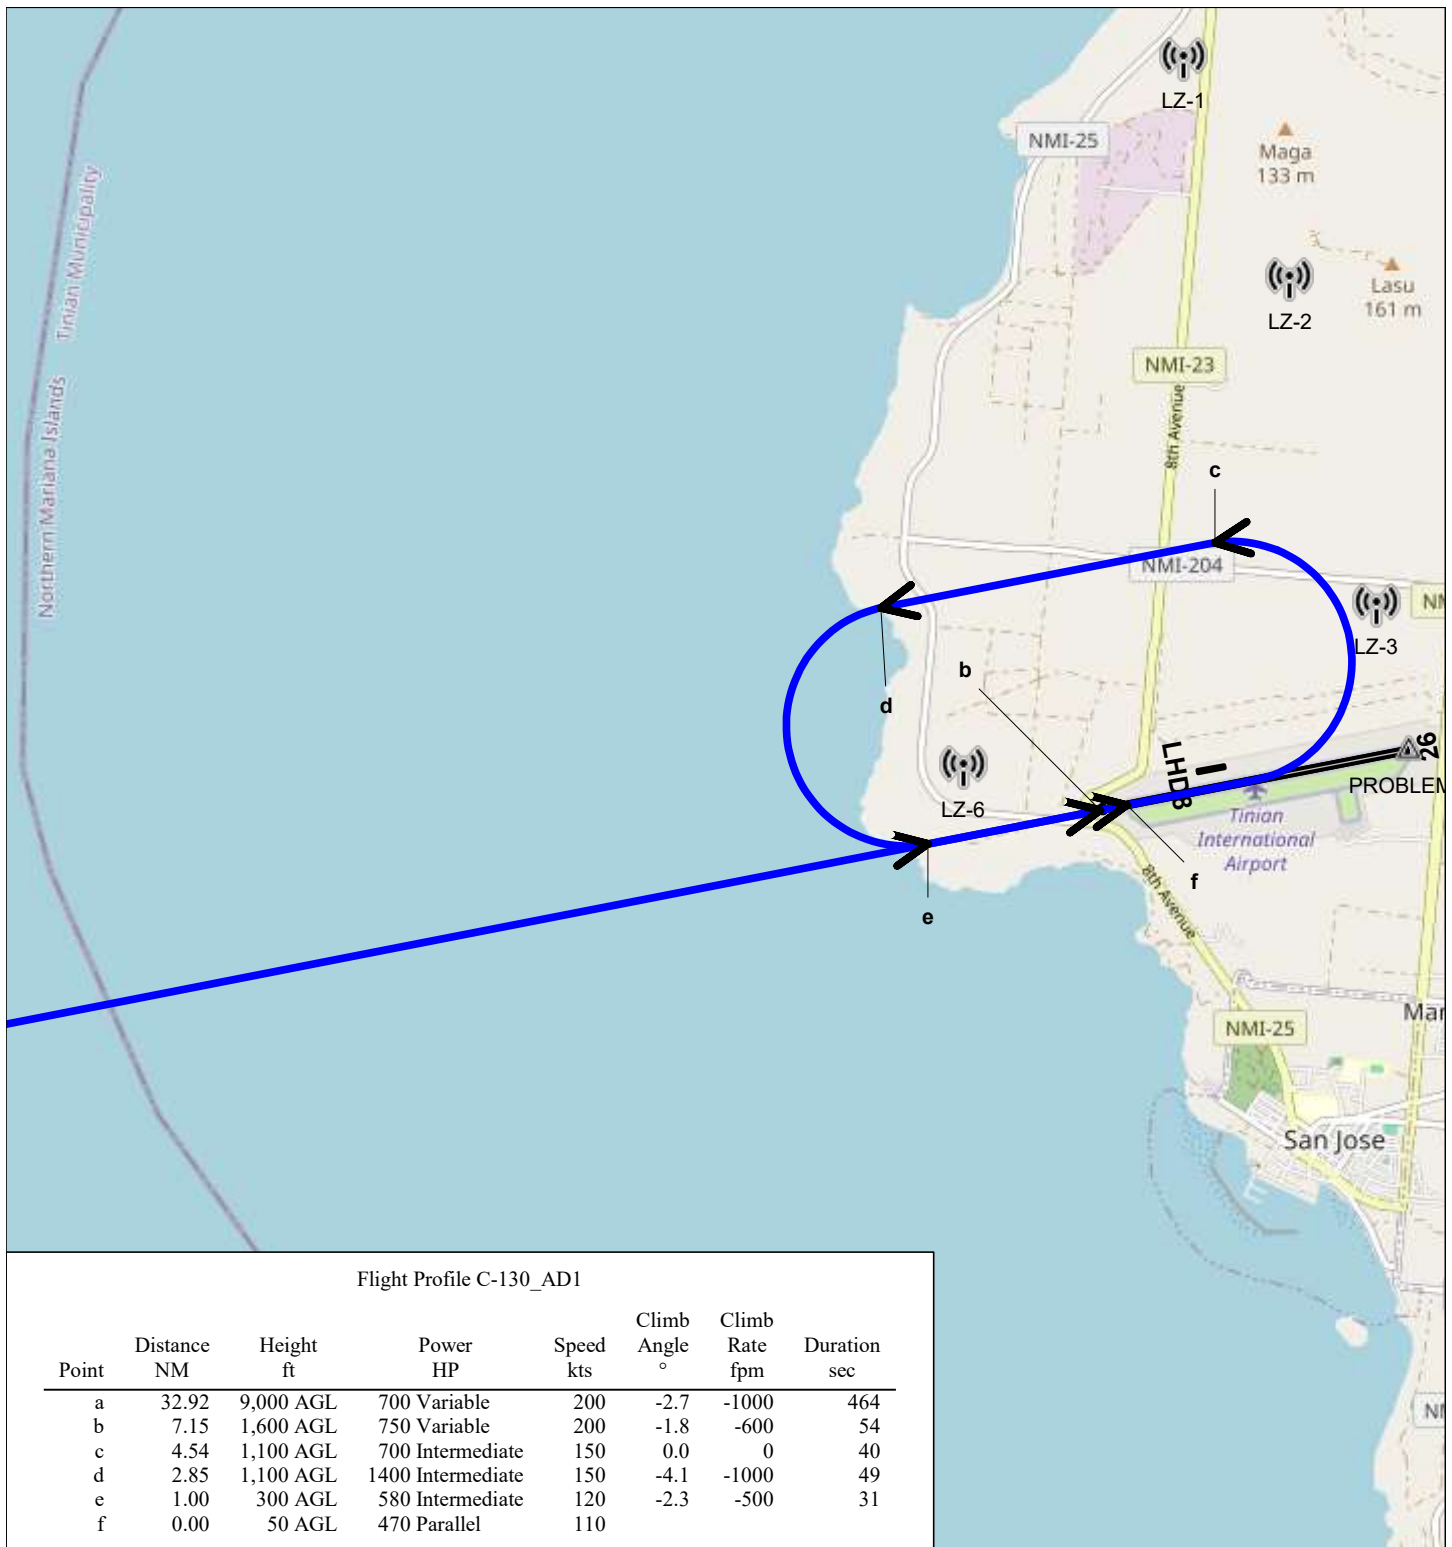 LZ-1
NMI-25
Maga
133 m
Tinian Municipality
Northern Mariana Islands
LZ-2
Lasu
161 m
NMI-23
8th Avenue
c
NMI-204
LZ-3
b
d
LZ-6
LHD8
26
PROBLEM
Tinian
International
Airport
8th Avenue
f
e
NMI-25
San Jose
Flight Profile C-130_AD1
Point Distance NM Height ft Power HP Speed kts Climb Angle ° Climb Rate fpm Duration sec
a 32.92 9,000 AGL 700 Variable 200 -2.7 -1000 464
b 7.15 1,600 AGL 750 Variable 200 -1.8 -600 54
c 4.54 1,100 AGL 700 Intermediate 150 0.0 0 40
d 2.85 1,100 AGL 1400 Intermediate 150 -4.1 -1000 49
e 1.00 300 AGL 580 Intermediate 120 -2.3 -500 31
f 0.00 50 AGL 470 Parallel 110